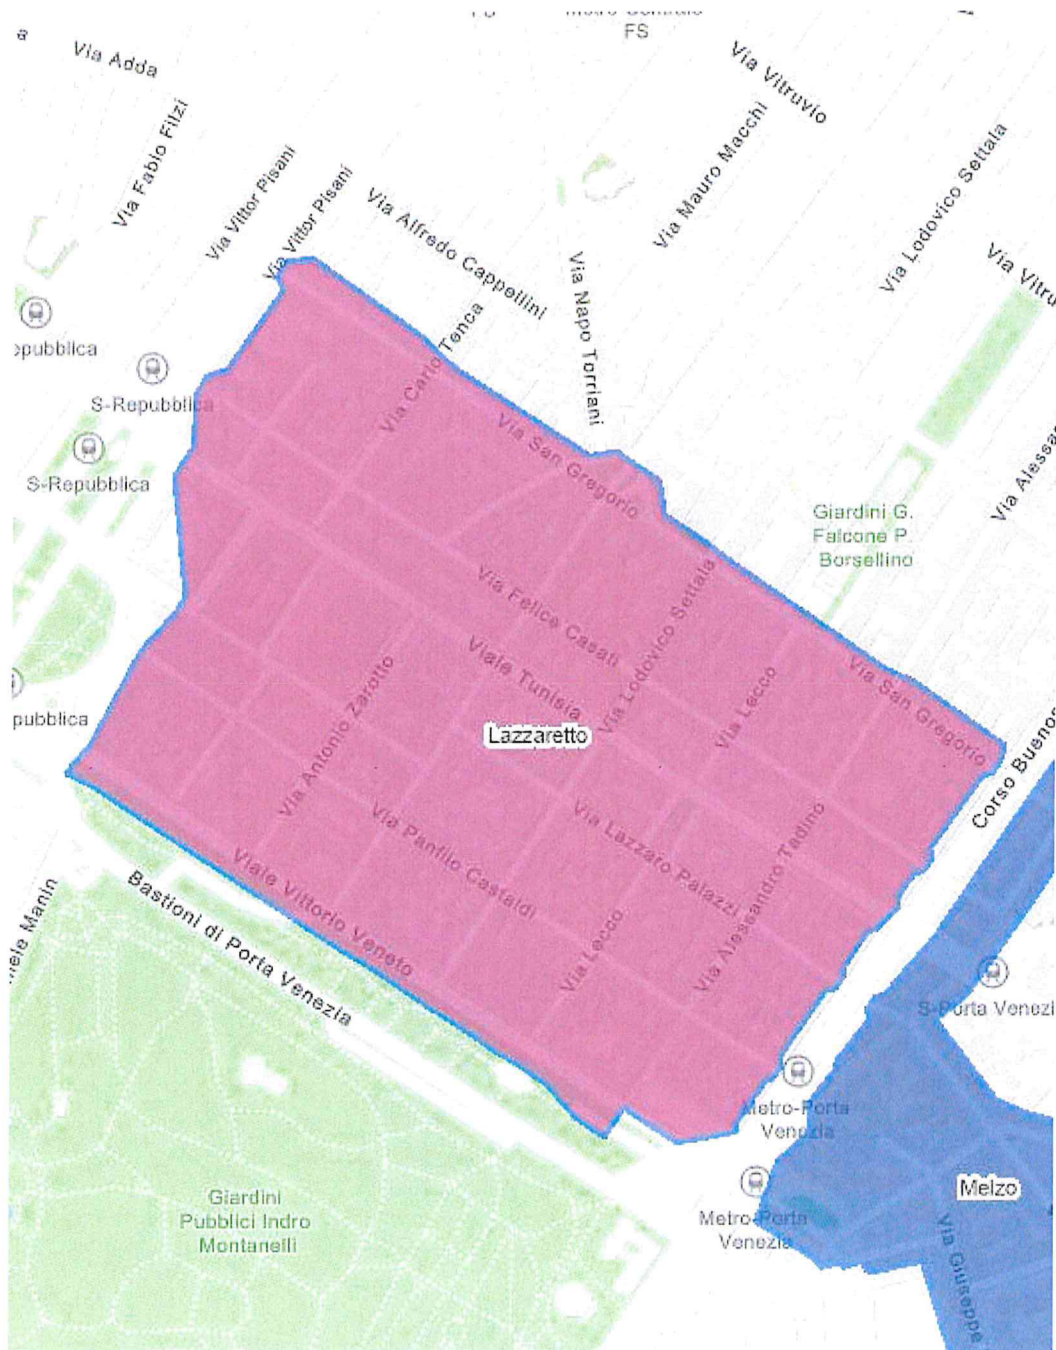 FS
Via Adda
Via Vitruvio
Via Fabio Filzi
Via Vittor Pisani
Via Vittor Pisani
Via Alfredo Cappellini
Via Mauro Macchi
Via Lodovico Settala
Via Vitru
Via Napo Torriani
Via Carlo Tenca
epubblica
S-Repubblica
S-Repubblica
Via San Gregorio
Via Alessa
Giardini G.
Falcone P.
Borsellino
Via Felice Casati
Via Lodovico Settala
Viale Tunisia
Via Antonio Zarotto
Via Lecco
Via San Gregorio
pubblica
Lazzaretto
Corso Buenos
Via Panfilo Castaldi
Via Lazzaro Palazzi
Via Alessandro Tadino
Viale Vittorio Veneto
Via Lecco
Bastioni di Porta Venezia
iele Manin
S-Porta Venezi
Metro-Porta
Venezia
Melzo
Giardini
Pubblici Indro
Montanelli
Metro-Porta
Venezia
Via Giuseppe